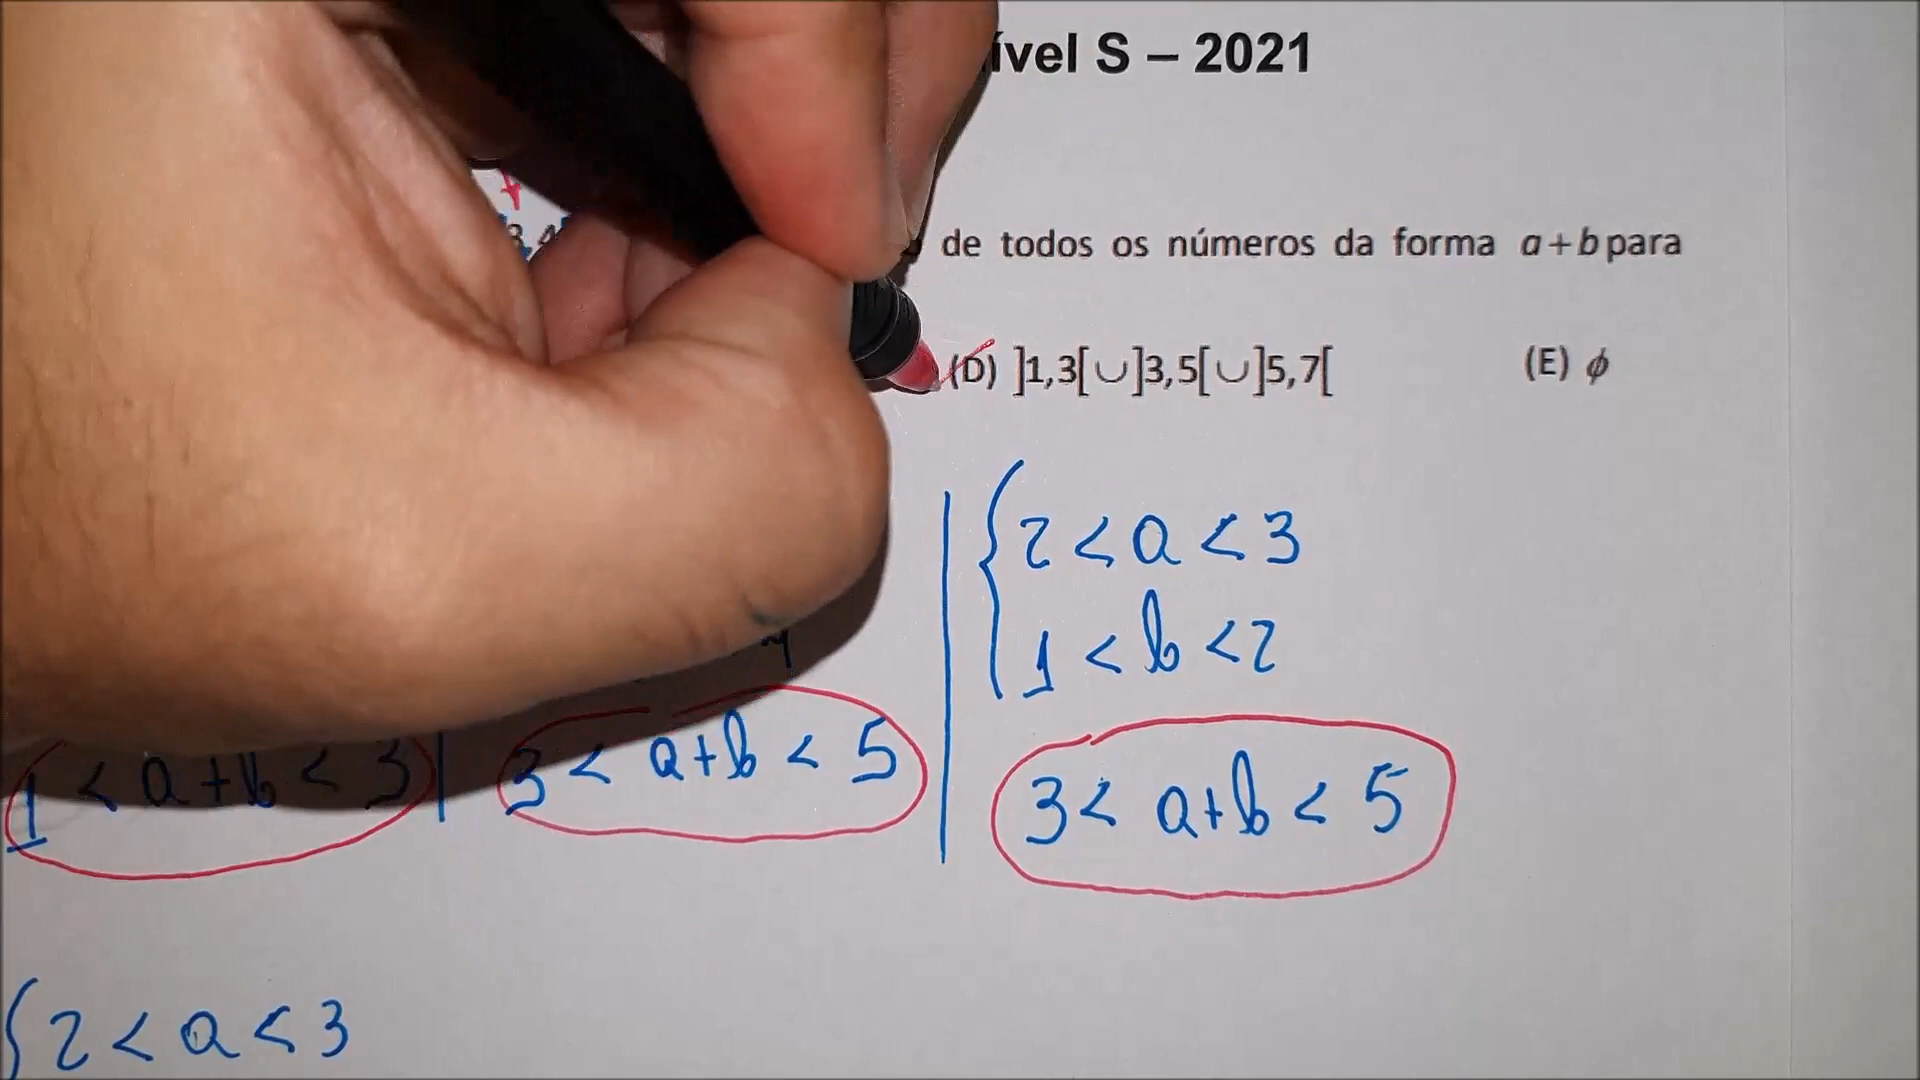 ível S – 2021
de todos os números da forma a+b para
(D) ]1,3[∪]3,5[∪]5,7[ (E) ϕ
2 < a < 3
1 < b < 2
1 < a+b < 3
3 < a+b < 5
3 < a+b < 5
2 < a < 3